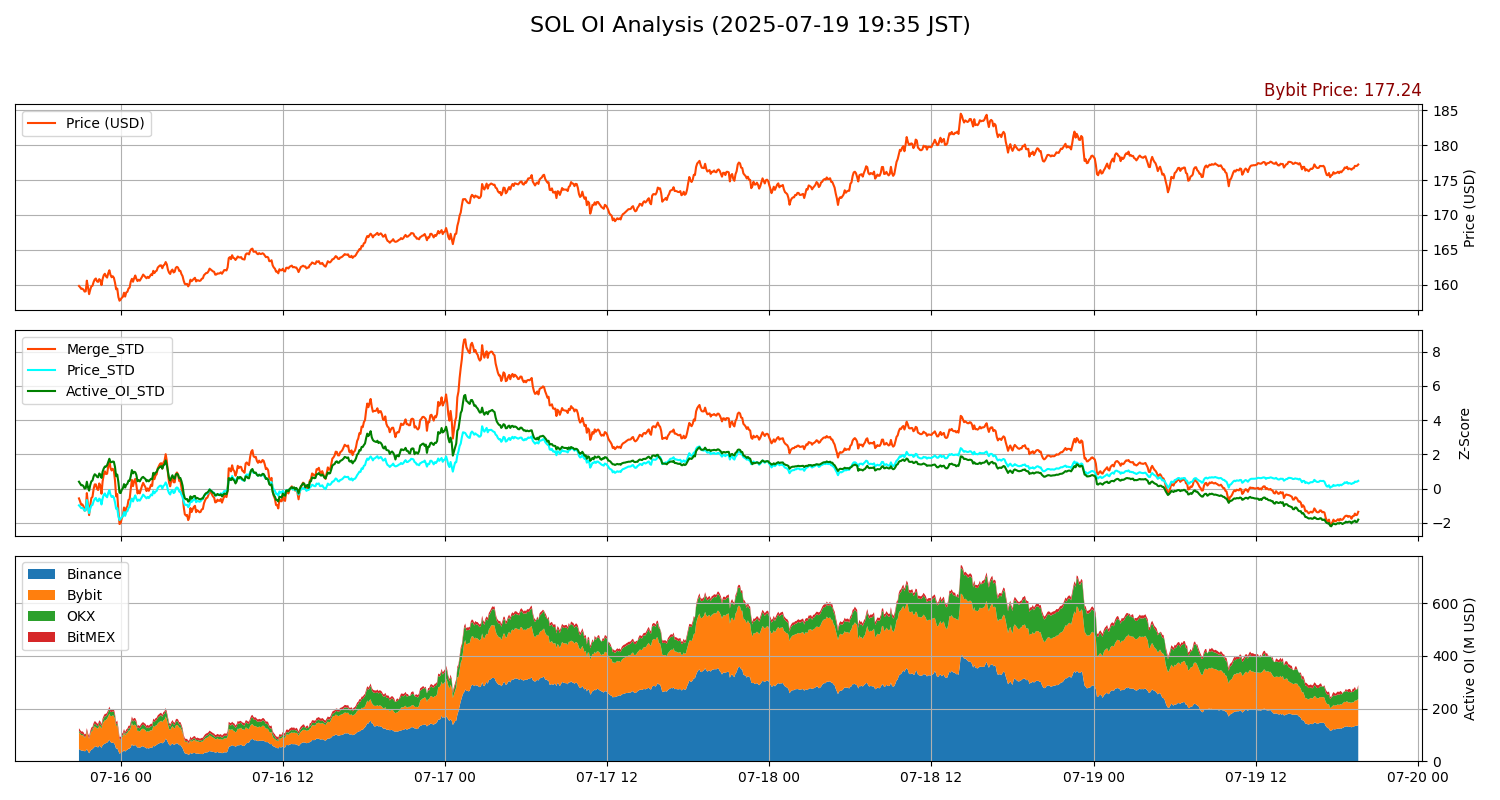 SOL OI Analysis (2025-07-19 19:35 JST)
Bybit Price: 177.24
Price (USD)
185
180
175
170
165
160
Price (USD)
Merge_STD
Price_STD
Active_OI_STD
8
6
4
2
0
−2
Z-Score
Binance
Bybit
OKX
BitMEX
600
400
200
0
Active OI (M USD)
07-16 00
07-16 12
07-17 00
07-17 12
07-18 00
07-18 12
07-19 00
07-19 12
07-20 00